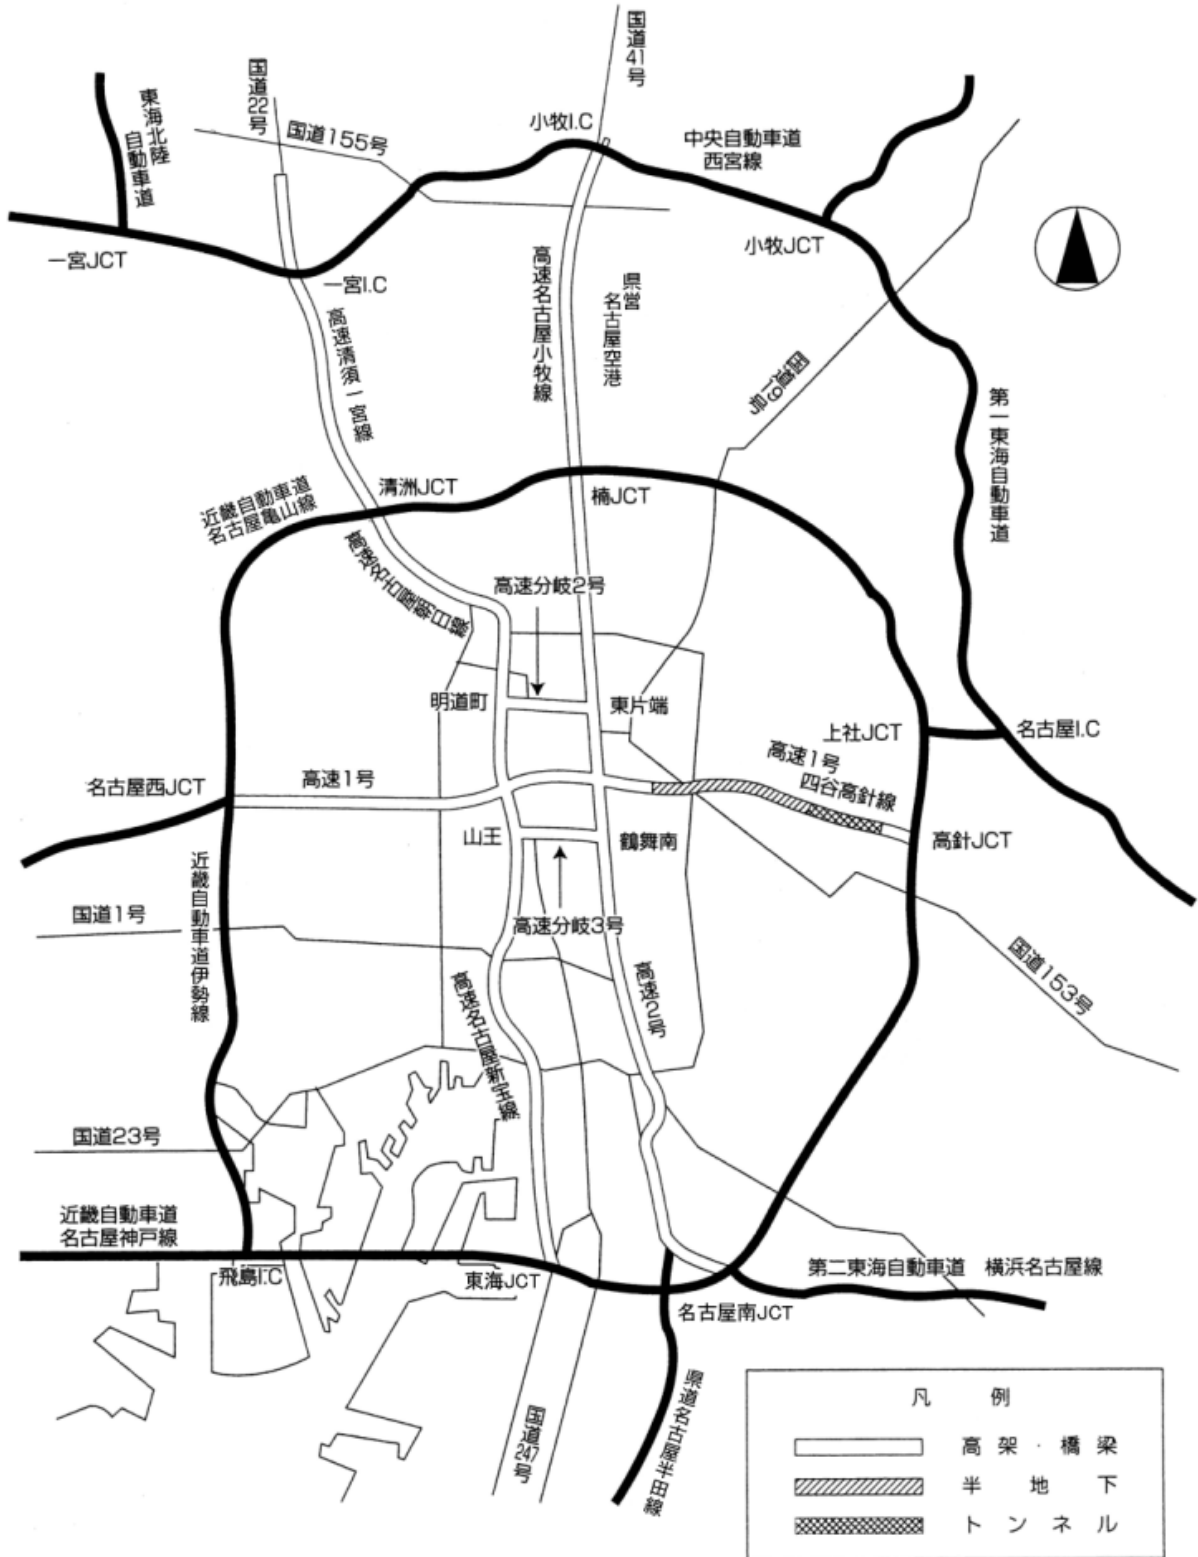 国道41号
国道22号
東海北陸
自動車道
国道155号
小牧I.C
中央自動車道
西宮線
小牧JCT
一宮JCT
一宮I.C
高速清須一宮線
高速名古屋小牧線
県営
名古屋空港
国道19号
第一東海自動車道
清洲JCT
楠JCT
近畿自動車道
名古屋亀山線
高速名古屋朝日線
高速分岐2号
明道町
東片端
上社JCT
名古屋I.C
高速1号
四谷高針線
名古屋西JCT
高速1号
山王
鶴舞南
高針JCT
近畿自動車道伊勢線
国道1号
高速分岐3号
国道153号
高速2号
高速名古屋新宝線
国道23号
近畿自動車道
名古屋神戸線
飛島I.C
東海JCT
第二東海自動車道 横浜名古屋線
名古屋南JCT
国道247号
県道名古屋半田線
凡例
高架・橋梁
半地下
トンネル